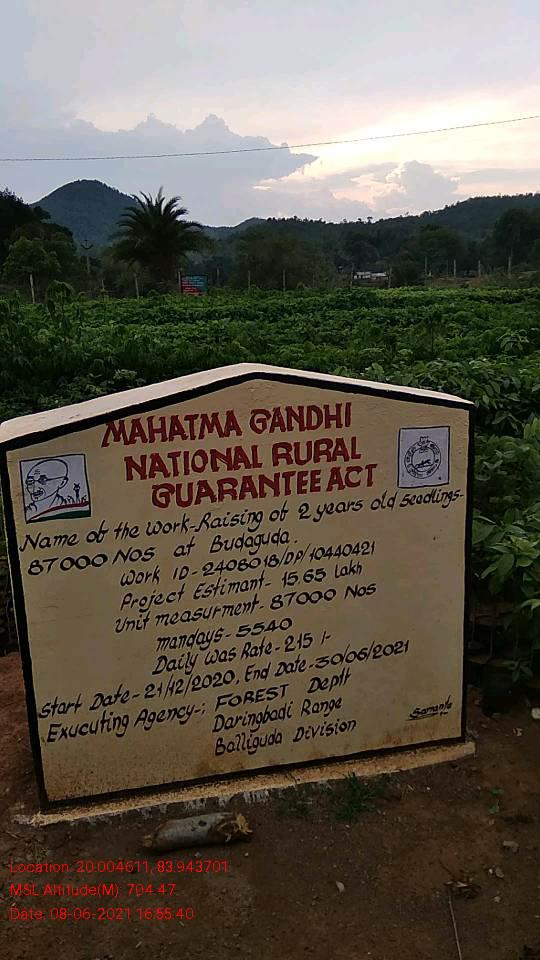 MAHATMA GANDHI
NATIONAL RURAL
GUARANTEE ACT
Name of the work-Raising of 2 years old seedlings-
87000 Nos at Budaguda.
Work ID-2408018/DP/10440421
Project Estimant- 15.65 Lakh
Unit measurment- 87000 Nos
mandays-5540
Daily Was Rate-215/-
Start Date-21/12/2020, End Date-30/06/2021
Exucuting Agency-; FOREST Deptt
Daringbadi Range
Balliguda Division
Location: 20.004611, 83.943701
MSL Altitude(M): 704.47
Date: 08-06-2021 16:55:40